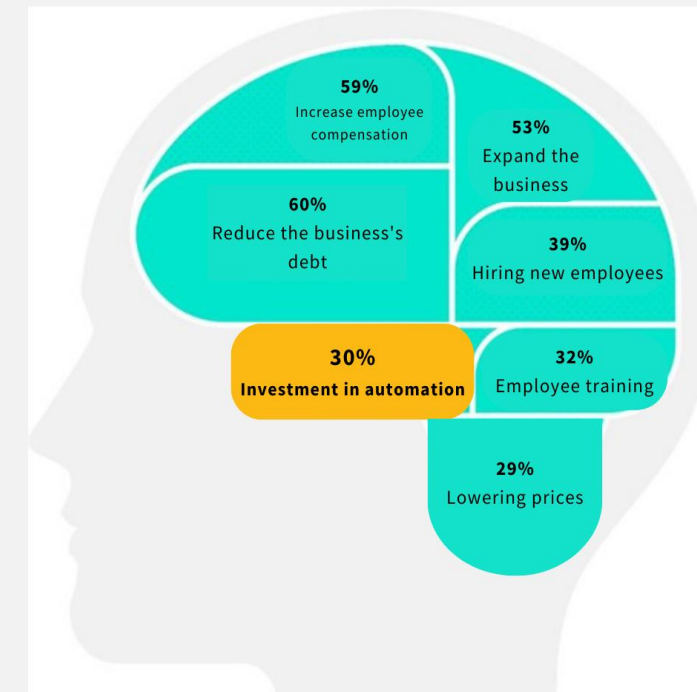 59%
Increase employee
compensation
53%
Expand the
business
60%
Reduce the business's
debt
39%
Hiring new employees
30%
Investment in automation
32%
Employee training
29%
Lowering prices